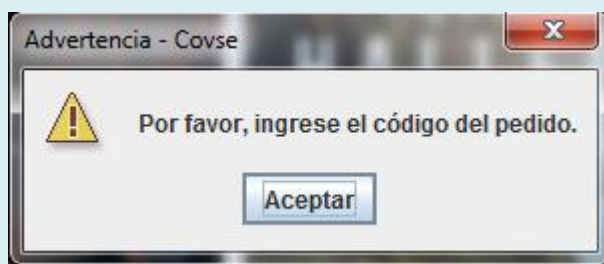 Advertencia - Covse
Por favor, ingrese el código del pedido.
Aceptar